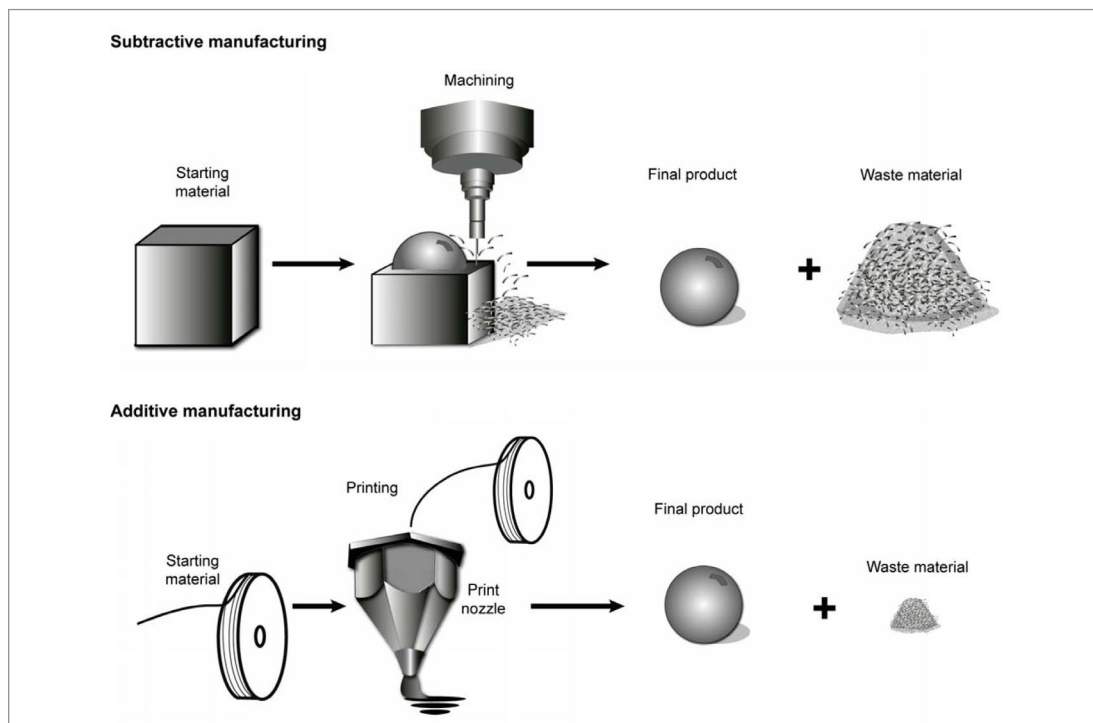 Subtractive manufacturing
Machining
Starting
material
Final product
Waste material
Additive manufacturing
Printing
Starting
material
Print
nozzle
Final product
Waste material